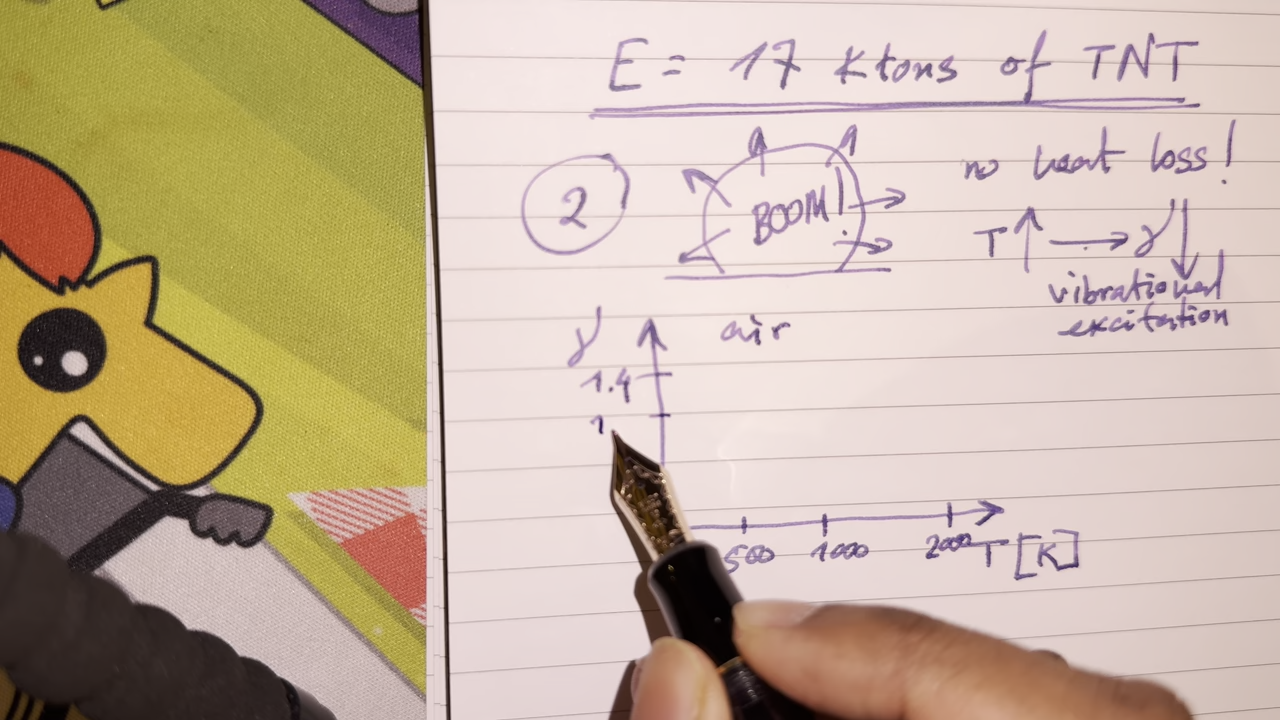 E = 17 Ktons of TNT
2
BOOM!
no heat loss!
T↑ → γ↓
vibrational
excitation
γ
air
1.4
1
500
1000
2000
T [K]